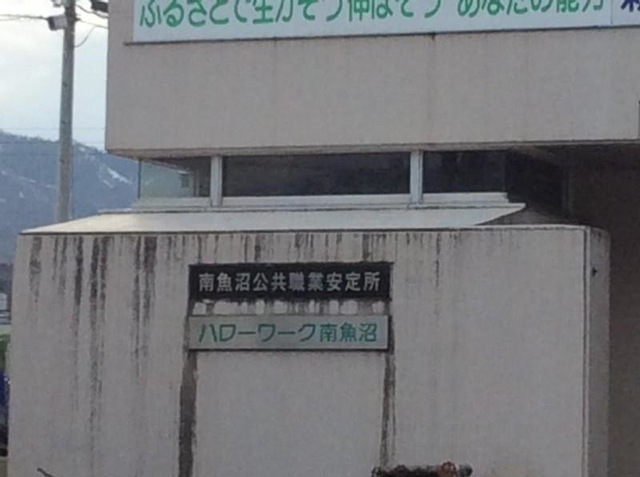 ふるさとで生かそう伸ばそう あなたの能力
南魚沼公共職業安定所
ハローワーク南魚沼